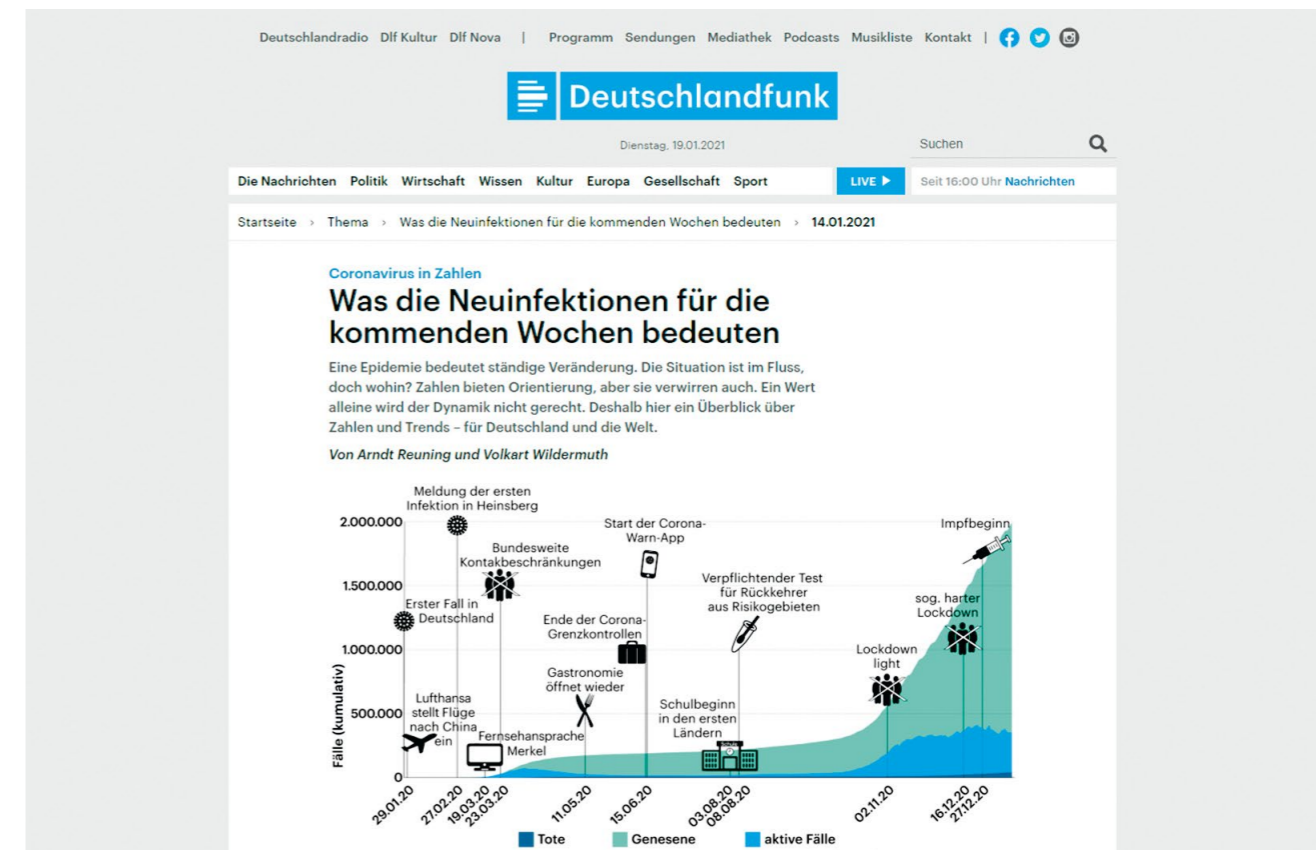 Deutschlandradio Dlf Kultur Dlf Nova | Programm Sendungen Mediathek Podcasts Musikliste Kontakt |
Deutschlandfunk
Dienstag, 19.01.2021
Suchen
Die Nachrichten Politik Wirtschaft Wissen Kultur Europa Gesellschaft Sport LIVE Seit 16:00 Uhr Nachrichten
Startseite › Thema › Was die Neuinfektionen für die kommenden Wochen bedeuten › 14.01.2021
Coronavirus in Zahlen
Was die Neuinfektionen für die
kommenden Wochen bedeuten
Eine Epidemie bedeutet ständige Veränderung. Die Situation ist im Fluss,
doch wohin? Zahlen bieten Orientierung, aber sie verwirren auch. Ein Wert
alleine wird der Dynamik nicht gerecht. Deshalb hier ein Überblick über
Zahlen und Trends – für Deutschland und die Welt.
Von Arndt Reuning und Volkart Wildermuth
Meldung der ersten
Infektion in Heinsberg
2.000.000
Start der Corona-
Warn-App
Impfbeginn
Bundesweite
Kontakbeschränkungen
1.500.000
Verpflichtender Test
für Rückkehrer
aus Risikogebieten
Erster Fall in
Deutschland
sog. harter
Lockdown
Ende der Corona-
Grenzkontrollen
1.000.000
Lockdown
light
Gastronomie
öffnet wieder
Lufthansa
stellt Flüge
nach China
ein
500.000
Schulbeginn
in den ersten
Ländern
Fernsehansprache
Merkel
Schule
Fälle (kumulativ)
0
29.01.20
27.02.20
19.03.20
23.03.20
11.05.20
15.06.20
03.08.20
08.08.20
02.11.20
16.12.20
27.12.20
Tote Genesene aktive Fälle